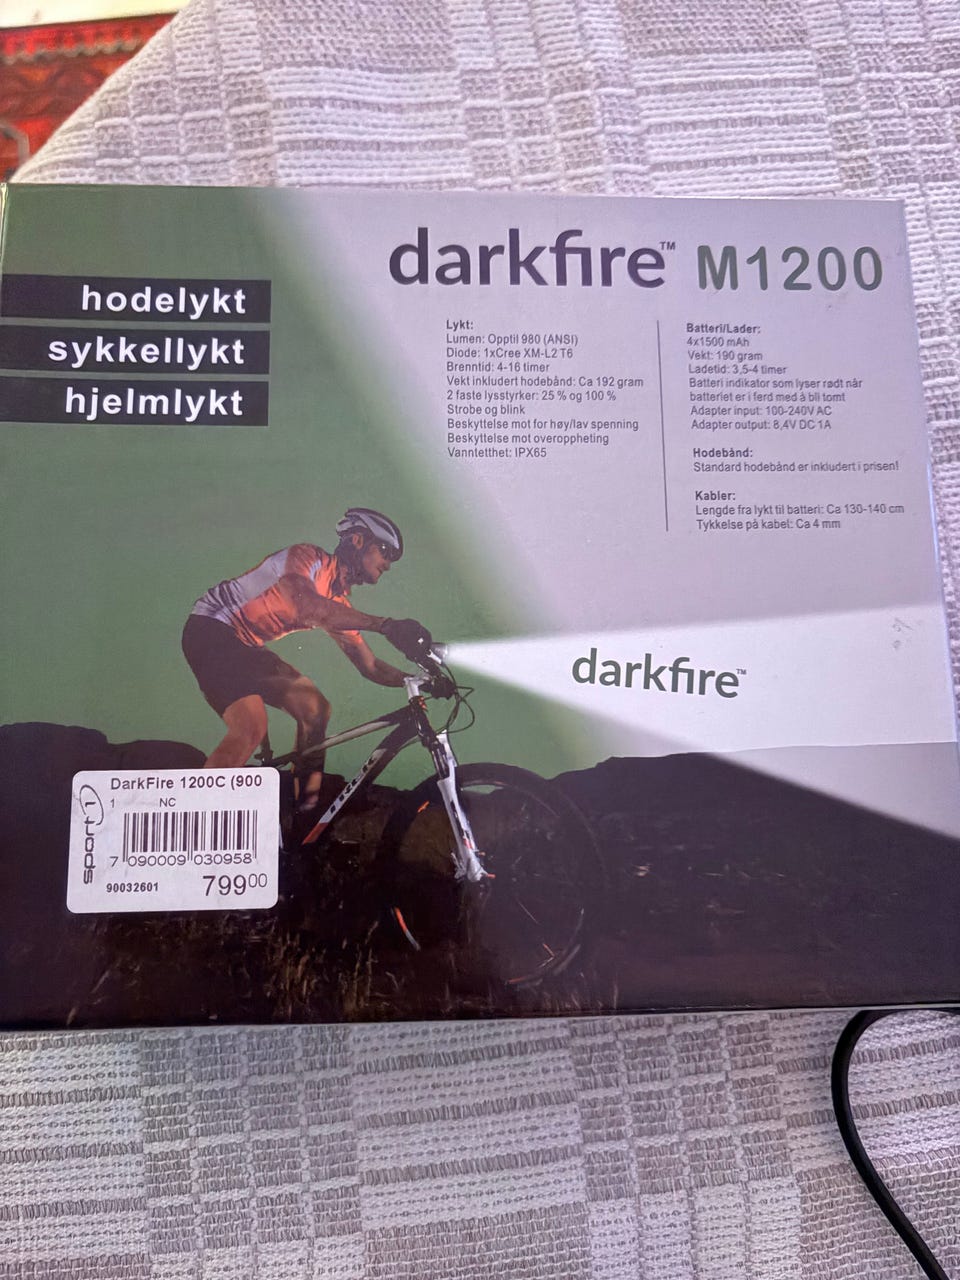 darkfire™ M1200
hodelykt
sykkellykt
hjelmlykt
Lykt:
Lumen: Opptil 980 (ANSI)
Diode: 1xCree XM-L2 T6
Brenntid: 4-16 timer
Vekt inkludert hodebånd: Ca 192 gram
2 faste lysstyrker: 25 % og 100 %
Strobe og blink
Beskyttelse mot for høy/lav spenning
Beskyttelse mot overoppheting
Vanntetthet: IPX65
Batteri/Lader:
4x1500 mAh
Vekt: 190 gram
Ladetid: 3,5-4 timer
Batteri indikator som lyser rødt når
batteriet er i ferd med å bli tomt
Adapter input: 100-240V AC
Adapter output: 8,4V DC 1A
Hodebånd:
Standard hodebånd er inkludert i prisen!
Kabler:
Lengde fra lykt til batteri: Ca 130-140 cm
Tykkelse på kabel: Ca 4 mm
darkfire™
TREK
sport 1
DarkFire 1200C (900
1 NC
7 090009 030958
90032601 79900